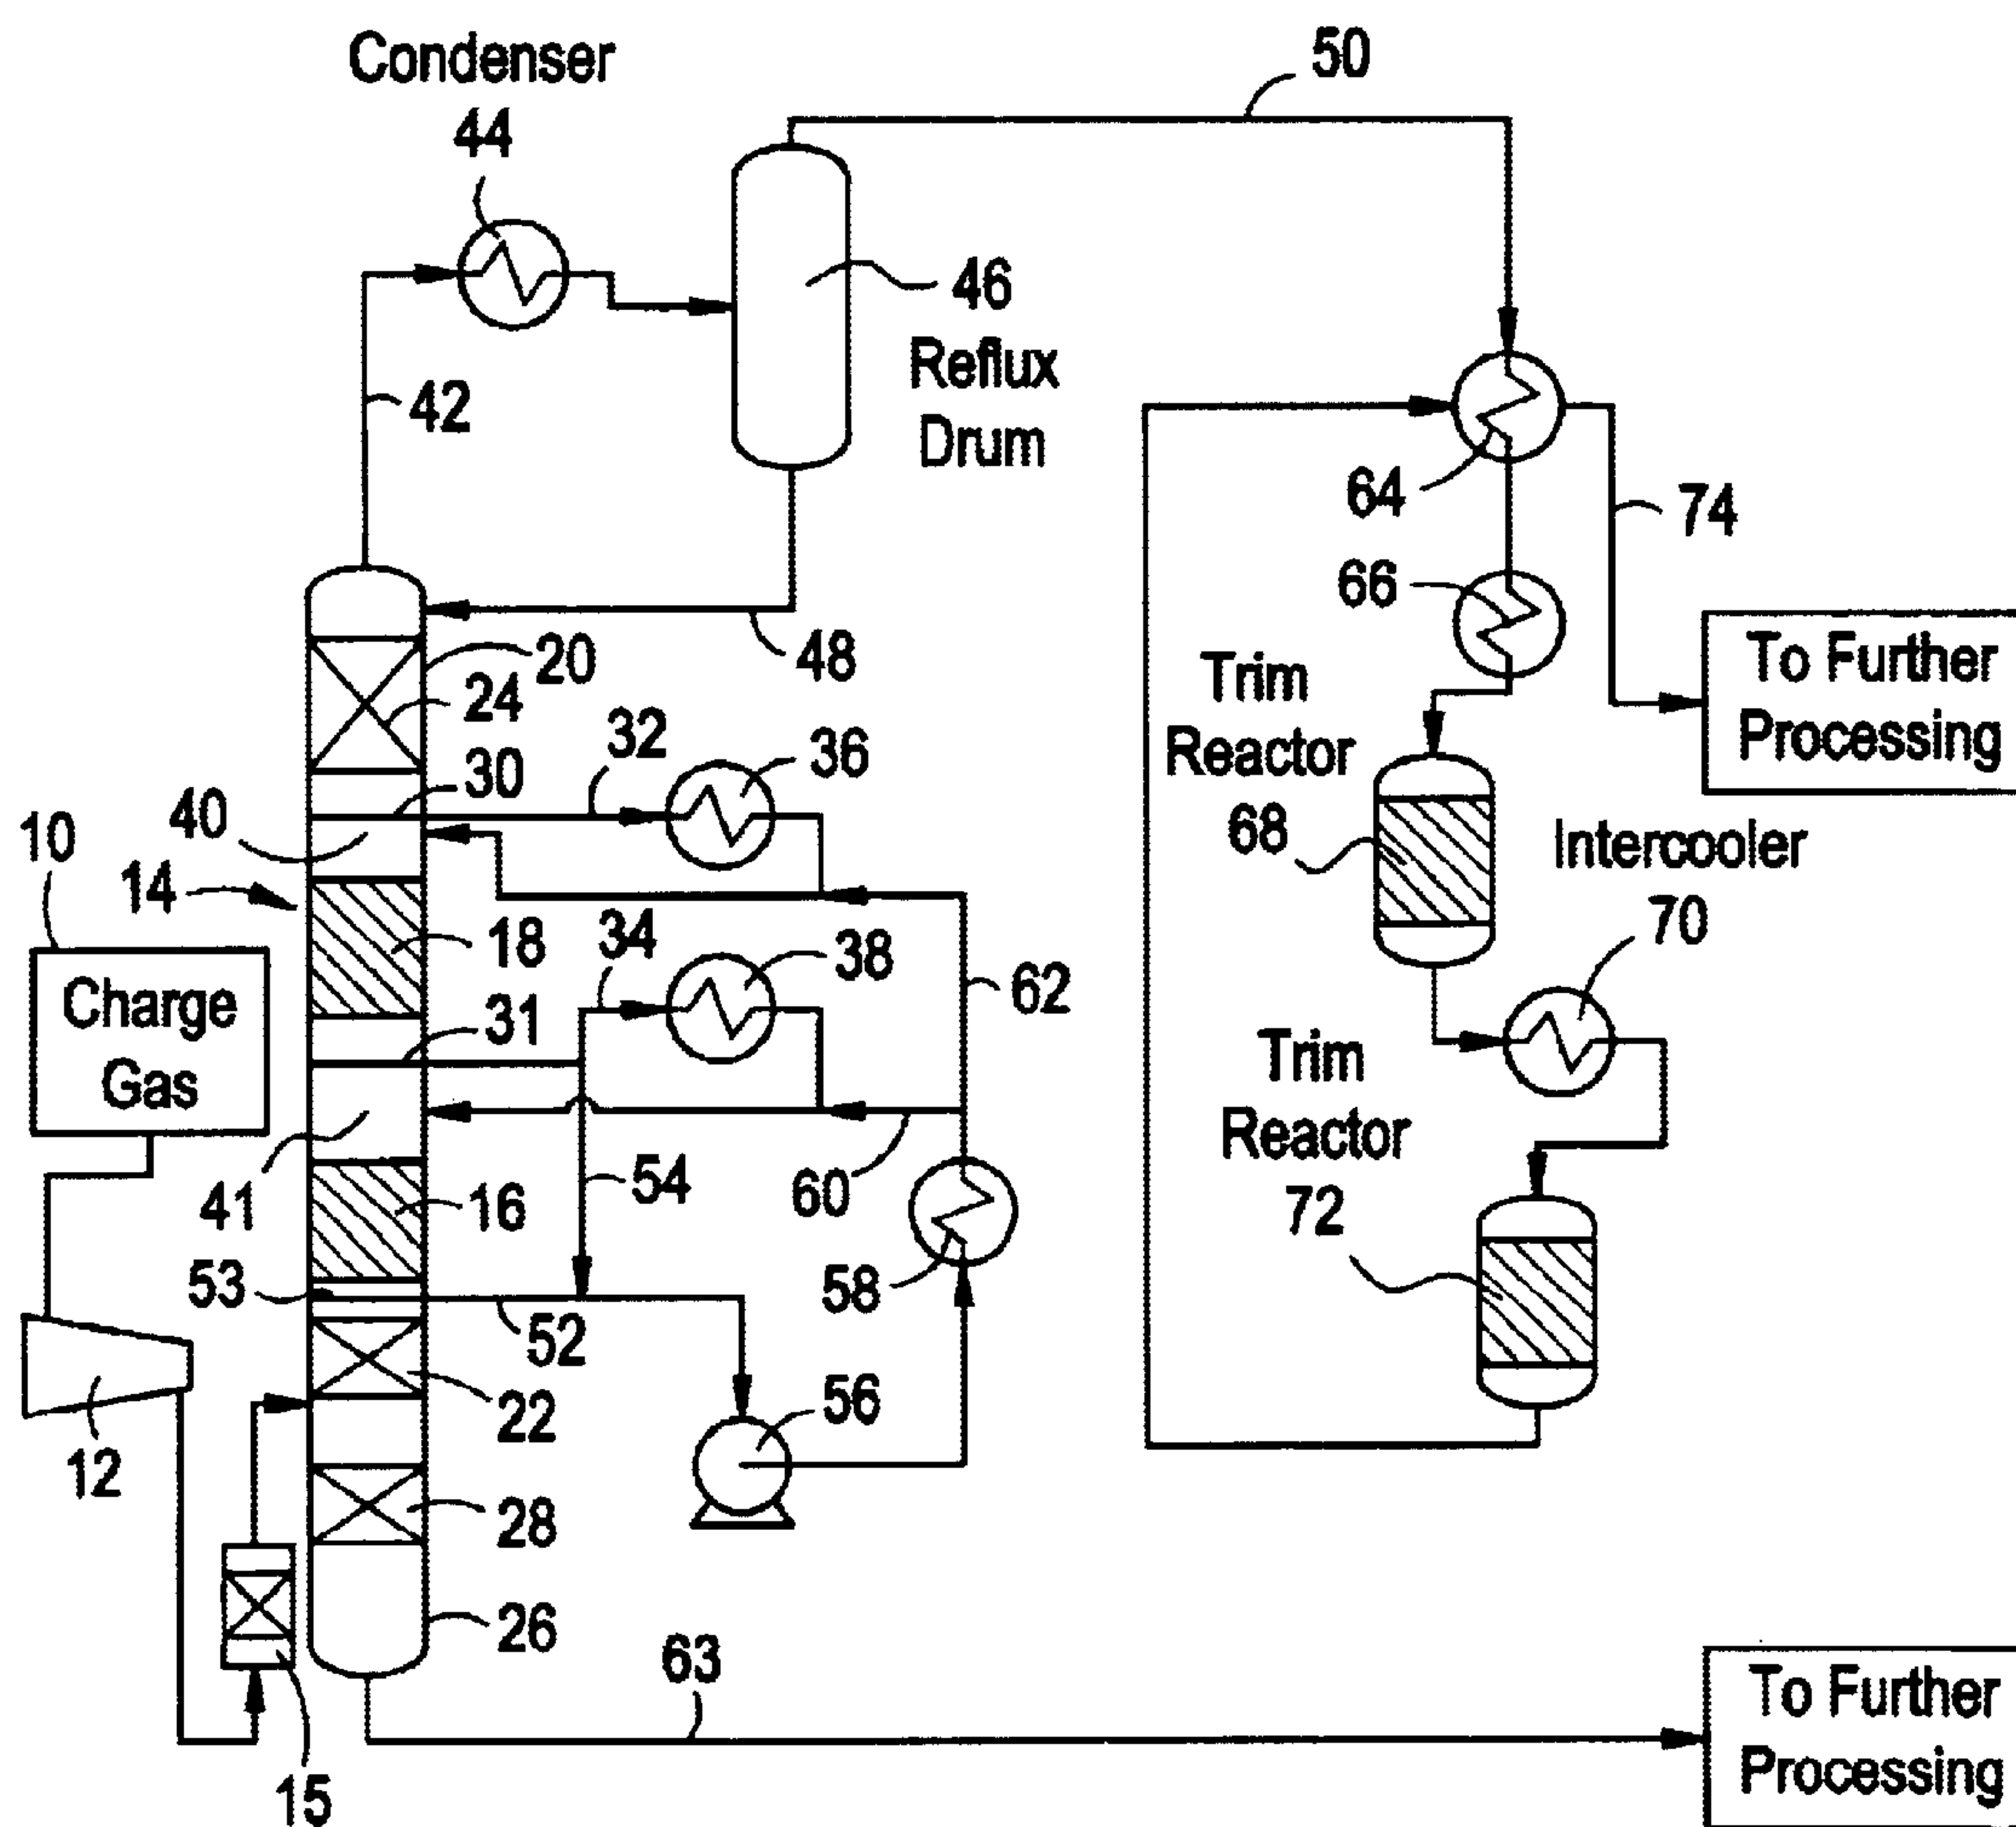 Condenser
44
50
46
Reflux
Drum
42
48
64
74
66
To Further
Processing
20
24
30
32
36
40
10
14
Trim
Reactor
68
Intercooler
70
18
34
38
62
Charge
Gas
31
Trim
Reactor
72
41
16
54
60
53
52
58
22
56
12
28
26
63
15
To Further
Processing